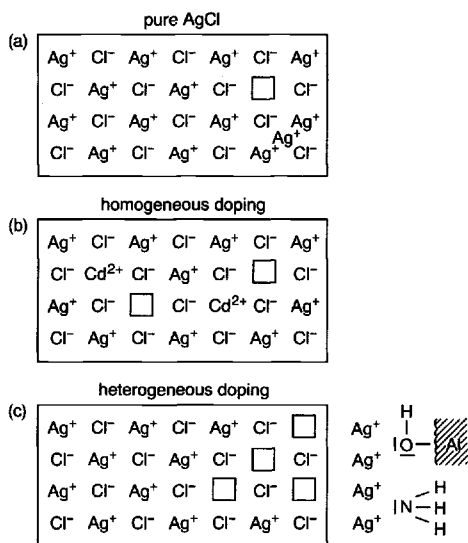 pure AgCl
(a)
Ag⁺ Cl⁻ Ag⁺ Cl⁻ Ag⁺ Cl⁻ Ag⁺
Cl⁻ Ag⁺ Cl⁻ Ag⁺ Cl⁻ Cl⁻
Ag⁺ Cl⁻ Ag⁺ Cl⁻ Ag⁺ Cl⁻ Ag⁺
Ag⁺
Cl⁻ Ag⁺ Cl⁻ Ag⁺ Cl⁻ Ag⁺ Cl⁻
homogeneous doping
(b)
Ag⁺ Cl⁻ Ag⁺ Cl⁻ Ag⁺ Cl⁻ Ag⁺
Cl⁻ Cd²⁺ Cl⁻ Ag⁺ Cl⁻ Cl⁻
Ag⁺ Cl⁻ Cl⁻ Cd²⁺ Cl⁻ Ag⁺
Cl⁻ Ag⁺ Cl⁻ Ag⁺ Cl⁻ Ag⁺ Cl⁻
heterogeneous doping
(c)
H
Ag⁺ Cl⁻ Ag⁺ Cl⁻ Ag⁺ Cl⁻ Ag⁺
IO Al
Cl⁻ Ag⁺ Cl⁻ Ag⁺ Cl⁻ Cl⁻ Ag⁺
Ag⁺ Cl⁻ Ag⁺ Cl⁻ Cl⁻ Ag⁺ H
IN H
Cl⁻ Ag⁺ Cl⁻ Ag⁺ Cl⁻ Ag⁺ Cl⁻ Ag⁺ H